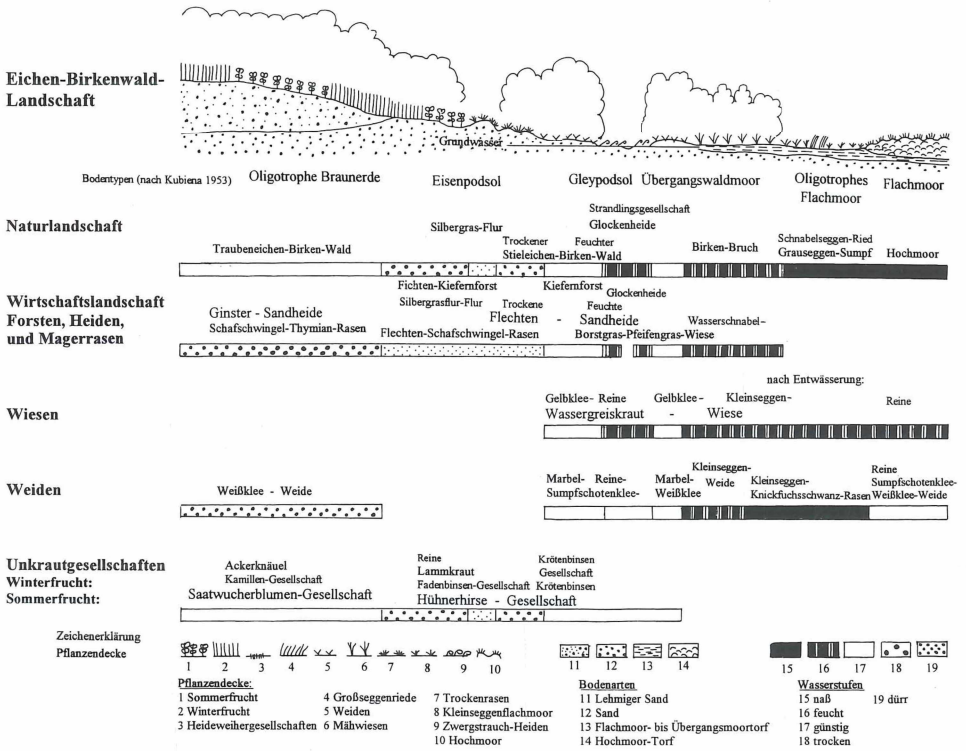 Eichen-Birkenwald-
Landschaft
Grundwasser
Bodentypen (nach Kubiena 1953)
Oligotrophe Braunerde
Eisenpodsol
Gleypodsol
Übergangswaldmoor
Oligotrophes
Flachmoor
Flachmoor
Naturlandschaft
Traubeneichen-Birken-Wald
Silbergras-Flur
Strandlingsgesellschaft
Glockenheide
Trockener
Feuchter
Stieleichen-Birken-Wald
Birken-Bruch
Schnabelseggen-Ried
Grauseggen-Sumpf
Hochmoor
Wirtschaftslandschaft
Forsten, Heiden,
und Magerrasen
Ginster - Sandheide
Schafschwingel-Thymian-Rasen
Fichten-Kiefernforst
Kiefernforst
Silbergrasflur-Flur
Trockene
Glockenheide
Feuchte
Flechten - Sandheide
Flechten-Schafschwingel-Rasen
Wasserschnabel-
Borstgras-Pfeifengras-Wiese
Wiesen
nach Entwässerung:
Gelbklee- Reine Gelbklee- Kleinseggen- Reine
Wassergreiskraut - Wiese
Weiden
Weißklee - Weide
Marbel- Reine-
Sumpfschotenklee-
Marbel-
Weißklee
Kleinseggen-
Weide
Kleinseggen-
Knickfuchsschwanz-Rasen
Reine
Sumpfschotenklee-
Weißklee-Weide
Unkrautgesellschaften
Winterfrucht:
Sommerfrucht:
Ackerknäuel
Kamillen-Gesellschaft
Saatwucherblumen-Gesellschaft
Reine
Lammkraut
Fadenbinsen-Gesellschaft
Krötenbinsen
Gesellschaft
Krötenbinsen
Hühnerhirse - Gesellschaft
Zeichenerklärung
Pflanzendecke
1 2 3 4 5 6 7 8 9 10
11 12 13 14
15 16 17 18 19
Pflanzendecke:
1 Sommerfrucht
2 Winterfrucht
3 Heideweihergesellschaften
4 Großseggenriede
5 Weiden
6 Mähwiesen
7 Trockenrasen
8 Kleinseggenflachmoor
9 Zwergstrauch-Heiden
10 Hochmoor
Bodenarten
11 Lehmiger Sand
12 Sand
13 Flachmoor- bis Übergangsmoortorf
14 Hochmoor-Torf
Wasserstufen
15 naß
16 feucht
17 günstig
18 trocken
19 dürr